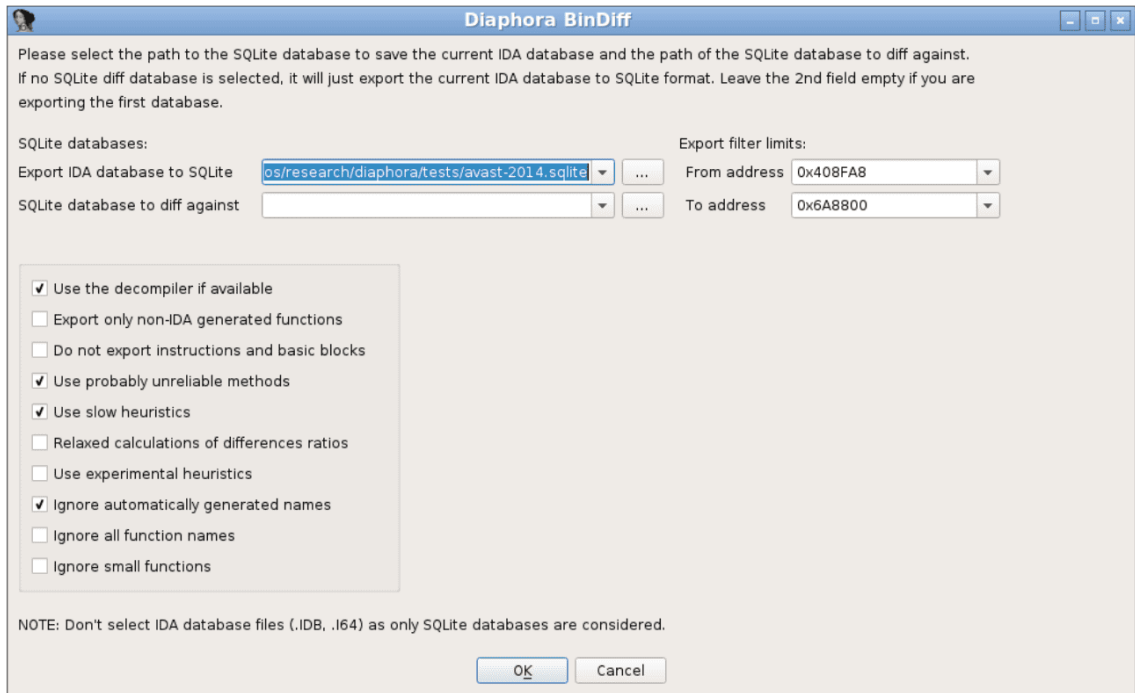 Diaphora BinDiff
Please select the path to the SQLite database to save the current IDA database and the path of the SQLite database to diff against.
If no SQLite diff database is selected, it will just export the current IDA database to SQLite format. Leave the 2nd field empty if you are
exporting the first database.
SQLite databases:
Export filter limits:
Export IDA database to SQLite os/research/diaphora/tests/avast-2014.sqlite ... From address 0x408FA8
SQLite database to diff against ... To address 0x6A8800
Use the decompiler if available
Export only non-IDA generated functions
Do not export instructions and basic blocks
Use probably unreliable methods
Use slow heuristics
Relaxed calculations of differences ratios
Use experimental heuristics
Ignore automatically generated names
Ignore all function names
Ignore small functions
NOTE: Don't select IDA database files (.IDB, .I64) as only SQLite databases are considered.
OK Cancel